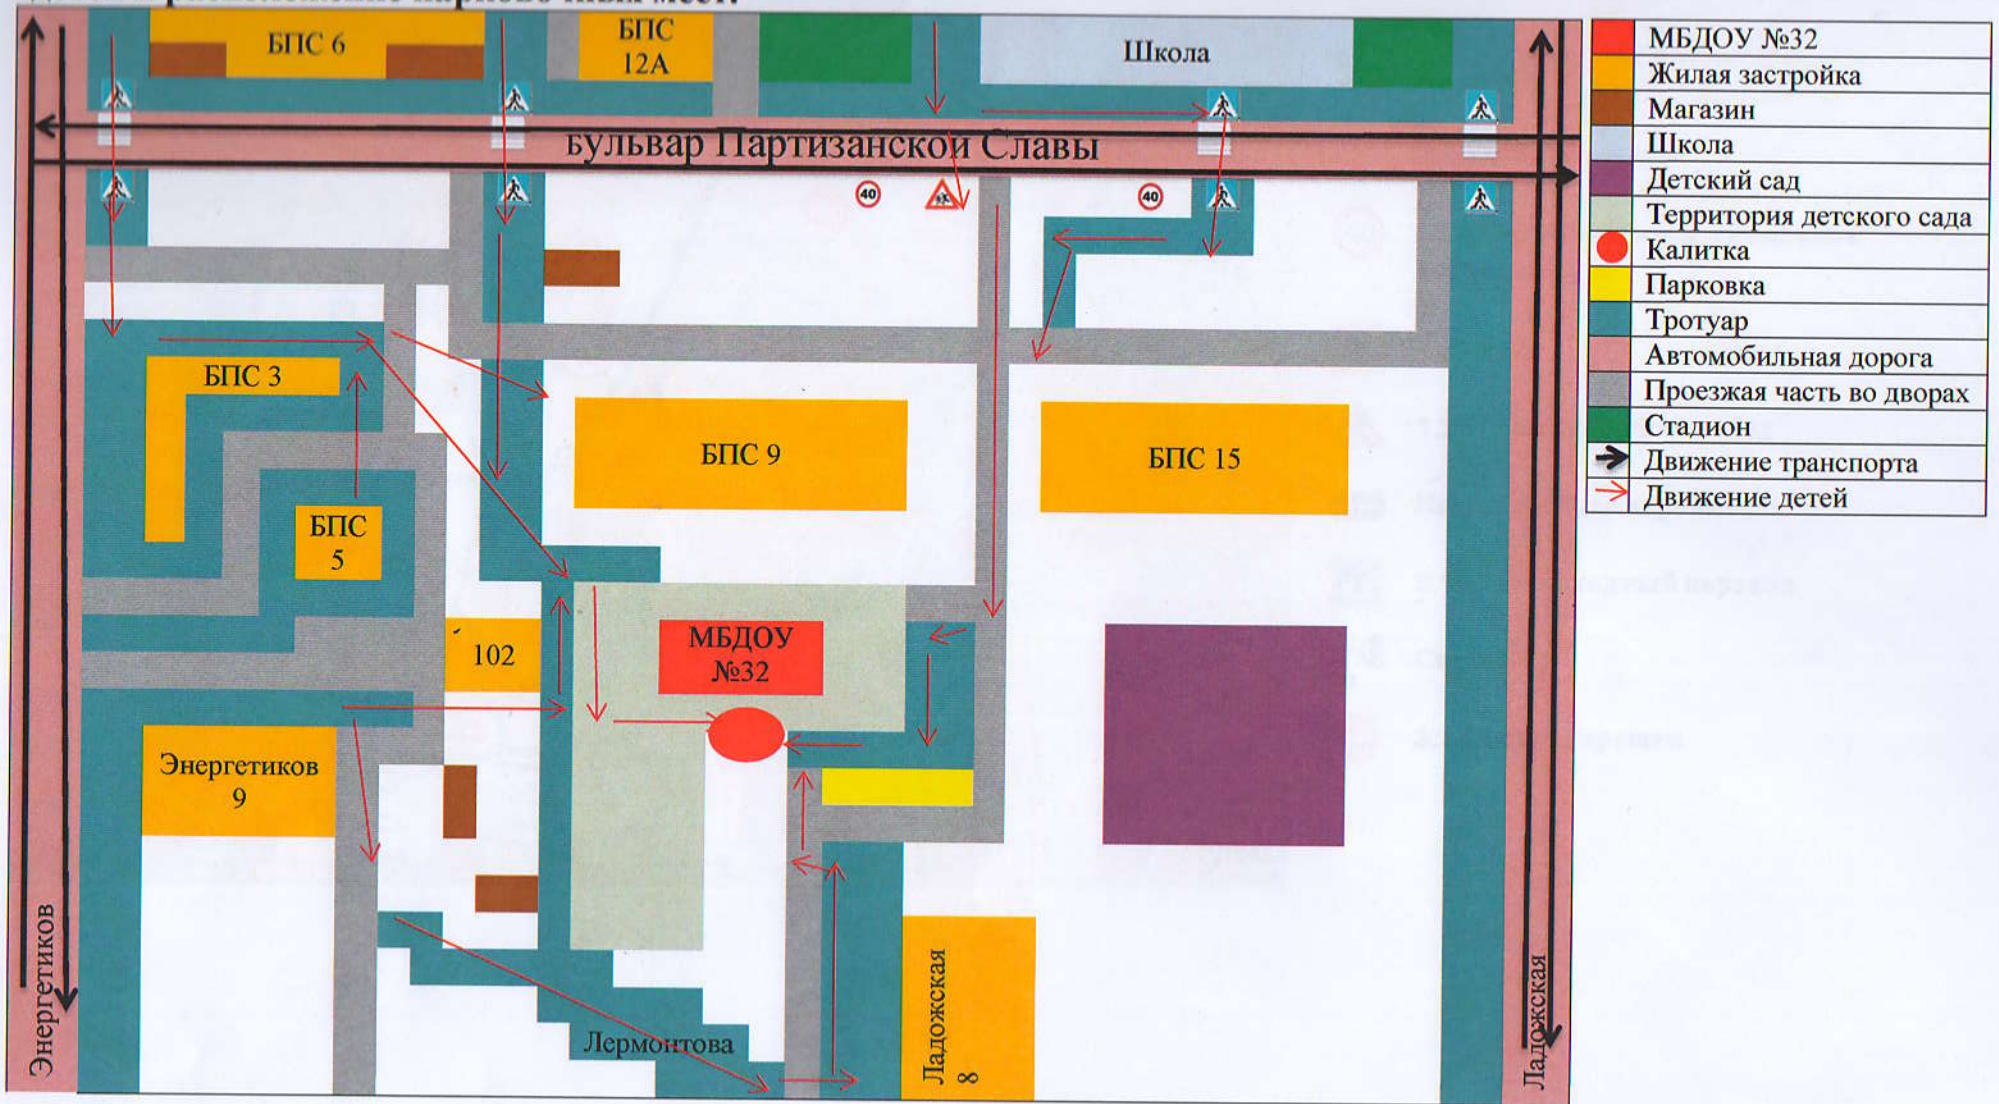 БПС 6
БПС
12А
Школа
Бульвар Партизанской Славы
40
40
БПС 3
БПС 9
БПС 15
БПС
5
102
МБДОУ
№32
Энергетиков
9
Лермонтова
Ладожская
8
Энергетиков
Ладожская
МБДОУ №32
Жилая застройка
Магазин
Школа
Детский сад
Территория детского сада
Калитка
Парковка
Тротуар
Автомобильная дорога
Проезжая часть во дворах
Стадион
Движение транспорта
Движение детей